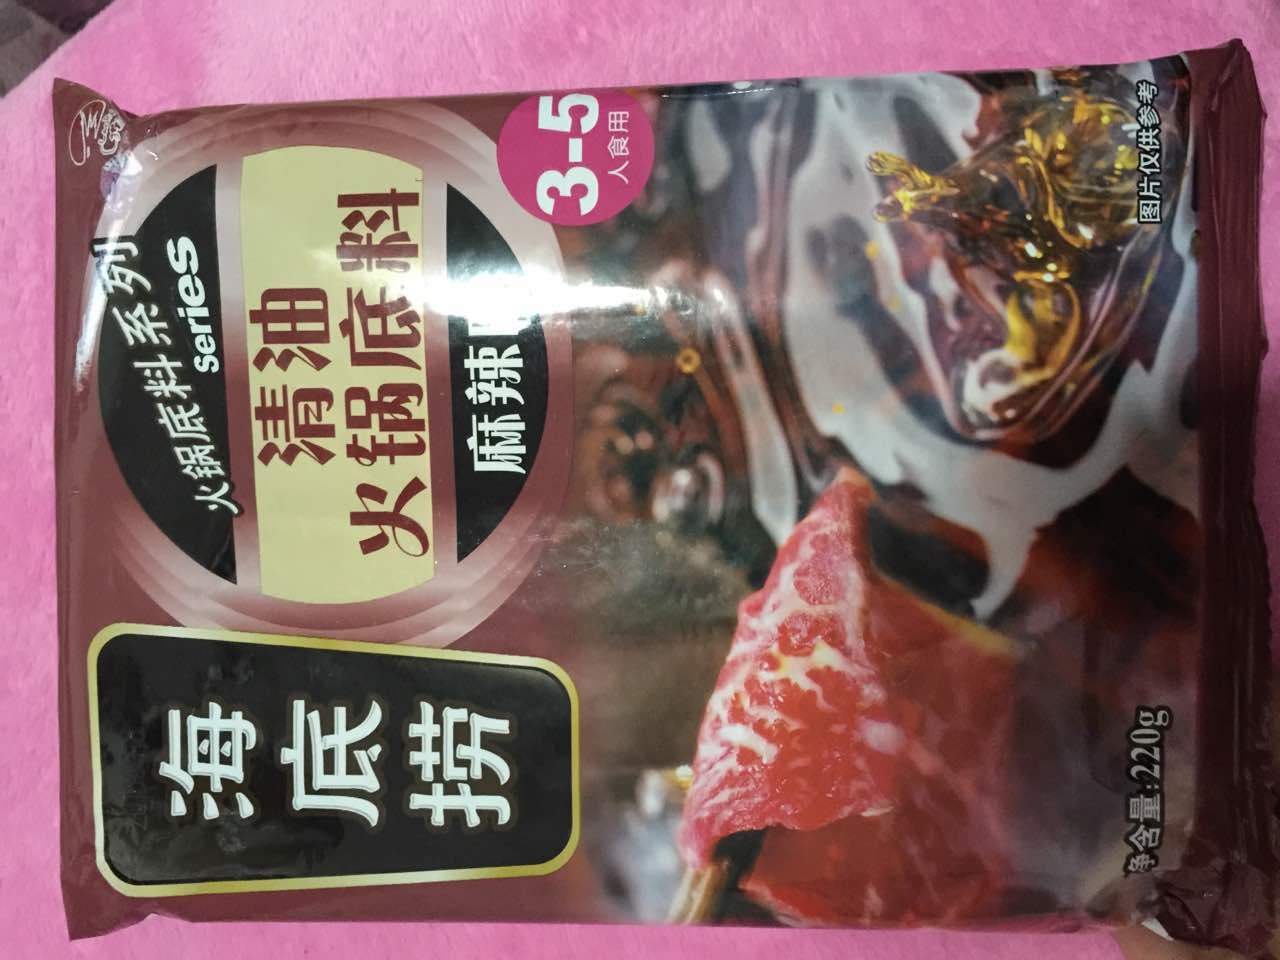 海底捞
火锅底料系列
series
清油
火锅底料
麻辣
3-5
人食用
净含量:220g
图片仅供参考